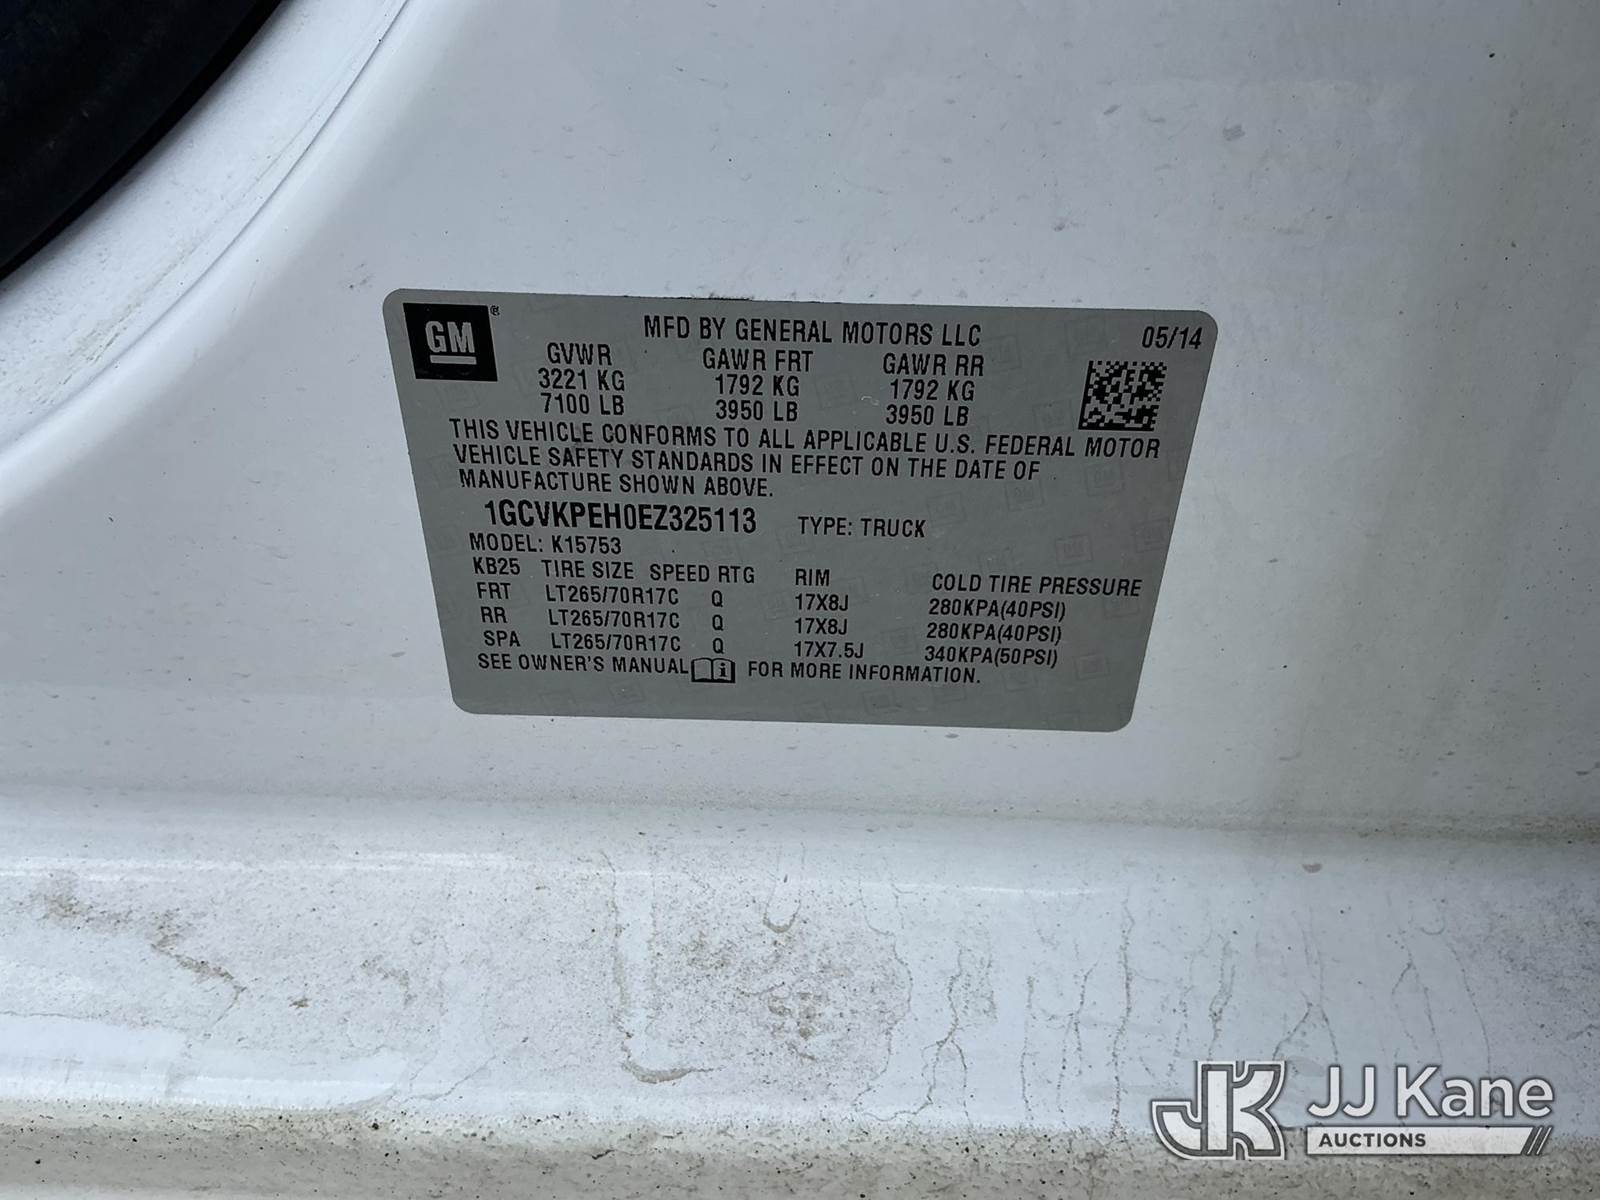 GM®
MFD BY GENERAL MOTORS LLC 05/14
GVWR GAWR FRT GAWR RR
3221 KG 1792 KG 1792 KG
7100 LB 3950 LB 3950 LB
THIS VEHICLE CONFORMS TO ALL APPLICABLE U.S. FEDERAL MOTOR
VEHICLE SAFETY STANDARDS IN EFFECT ON THE DATE OF
MANUFACTURE SHOWN ABOVE.
1GCVKPEH0EZ325113 TYPE: TRUCK
MODEL: K15753
KB25 TIRE SIZE SPEED RTG RIM COLD TIRE PRESSURE
FRT LT265/70R17C Q 17X8J 280KPA(40PSI)
RR LT265/70R17C Q 17X8J 280KPA(40PSI)
SPA LT265/70R17C Q 17X7.5J 340KPA(50PSI)
SEE OWNER'S MANUAL FOR MORE INFORMATION.
JK JJ Kane
AUCTIONS